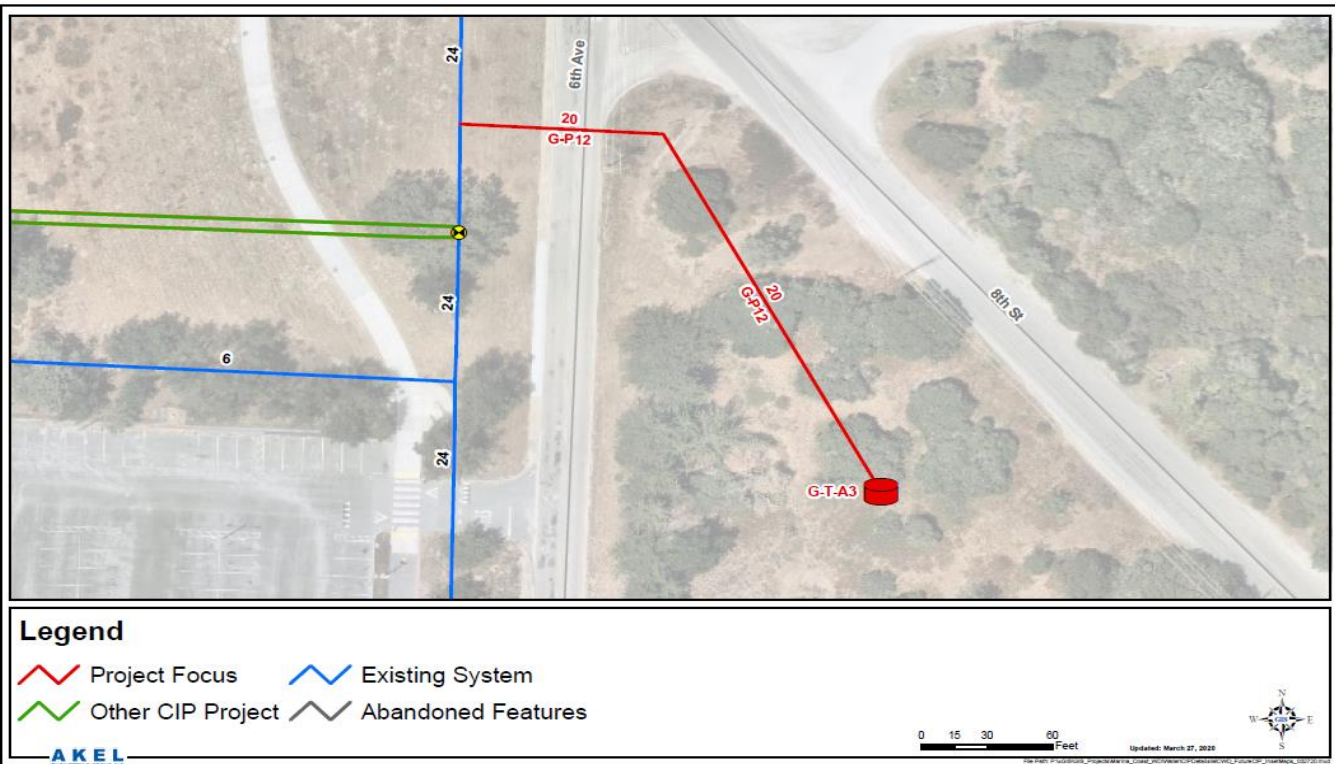 24
6th Ave
20
G-P12
24
20
G-P12
8th St
6
24
G-T-A3
Legend
Project Focus
Existing System
Other CIP Project
Abandoned Features
AKEL
0 15 30 60
Feet
N
W GIS E
S
Updated: March 27, 2020